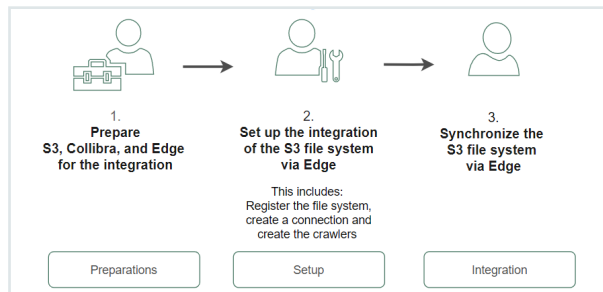 1.
Prepare
S3, Collibra, and Edge
for the integration
2.
Set up the integration
of the S3 file system
via Edge
This includes:
Register the file system,
create a connection and
create the crawlers
3.
Synchronize the
S3 file system
via Edge
Preparations
Setup
Integration